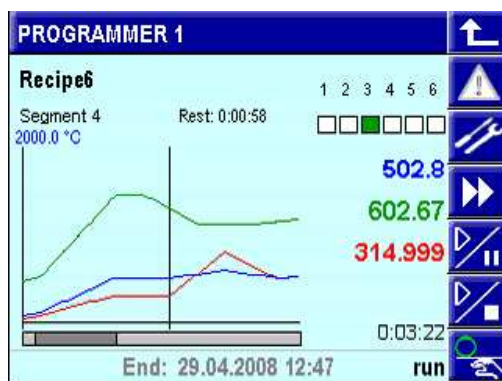 PROGRAMMER 1
Recipe6
1 2 3 4 5 6
Segment 4 Rest: 0:00:58
2000.0 °C
502.8
602.67
314.999
0:03:22
End: 29.04.2008 12:47 run